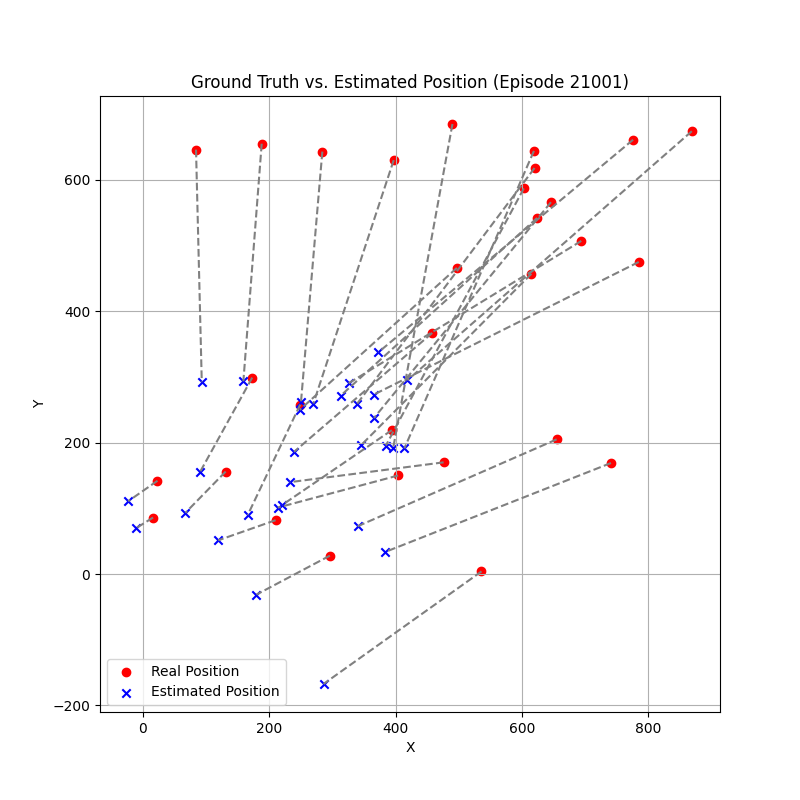 Ground Truth vs. Estimated Position (Episode 21001)
Y
600
400
200
0
−200
Real Position
Estimated Position
0 200 400 600 800
X